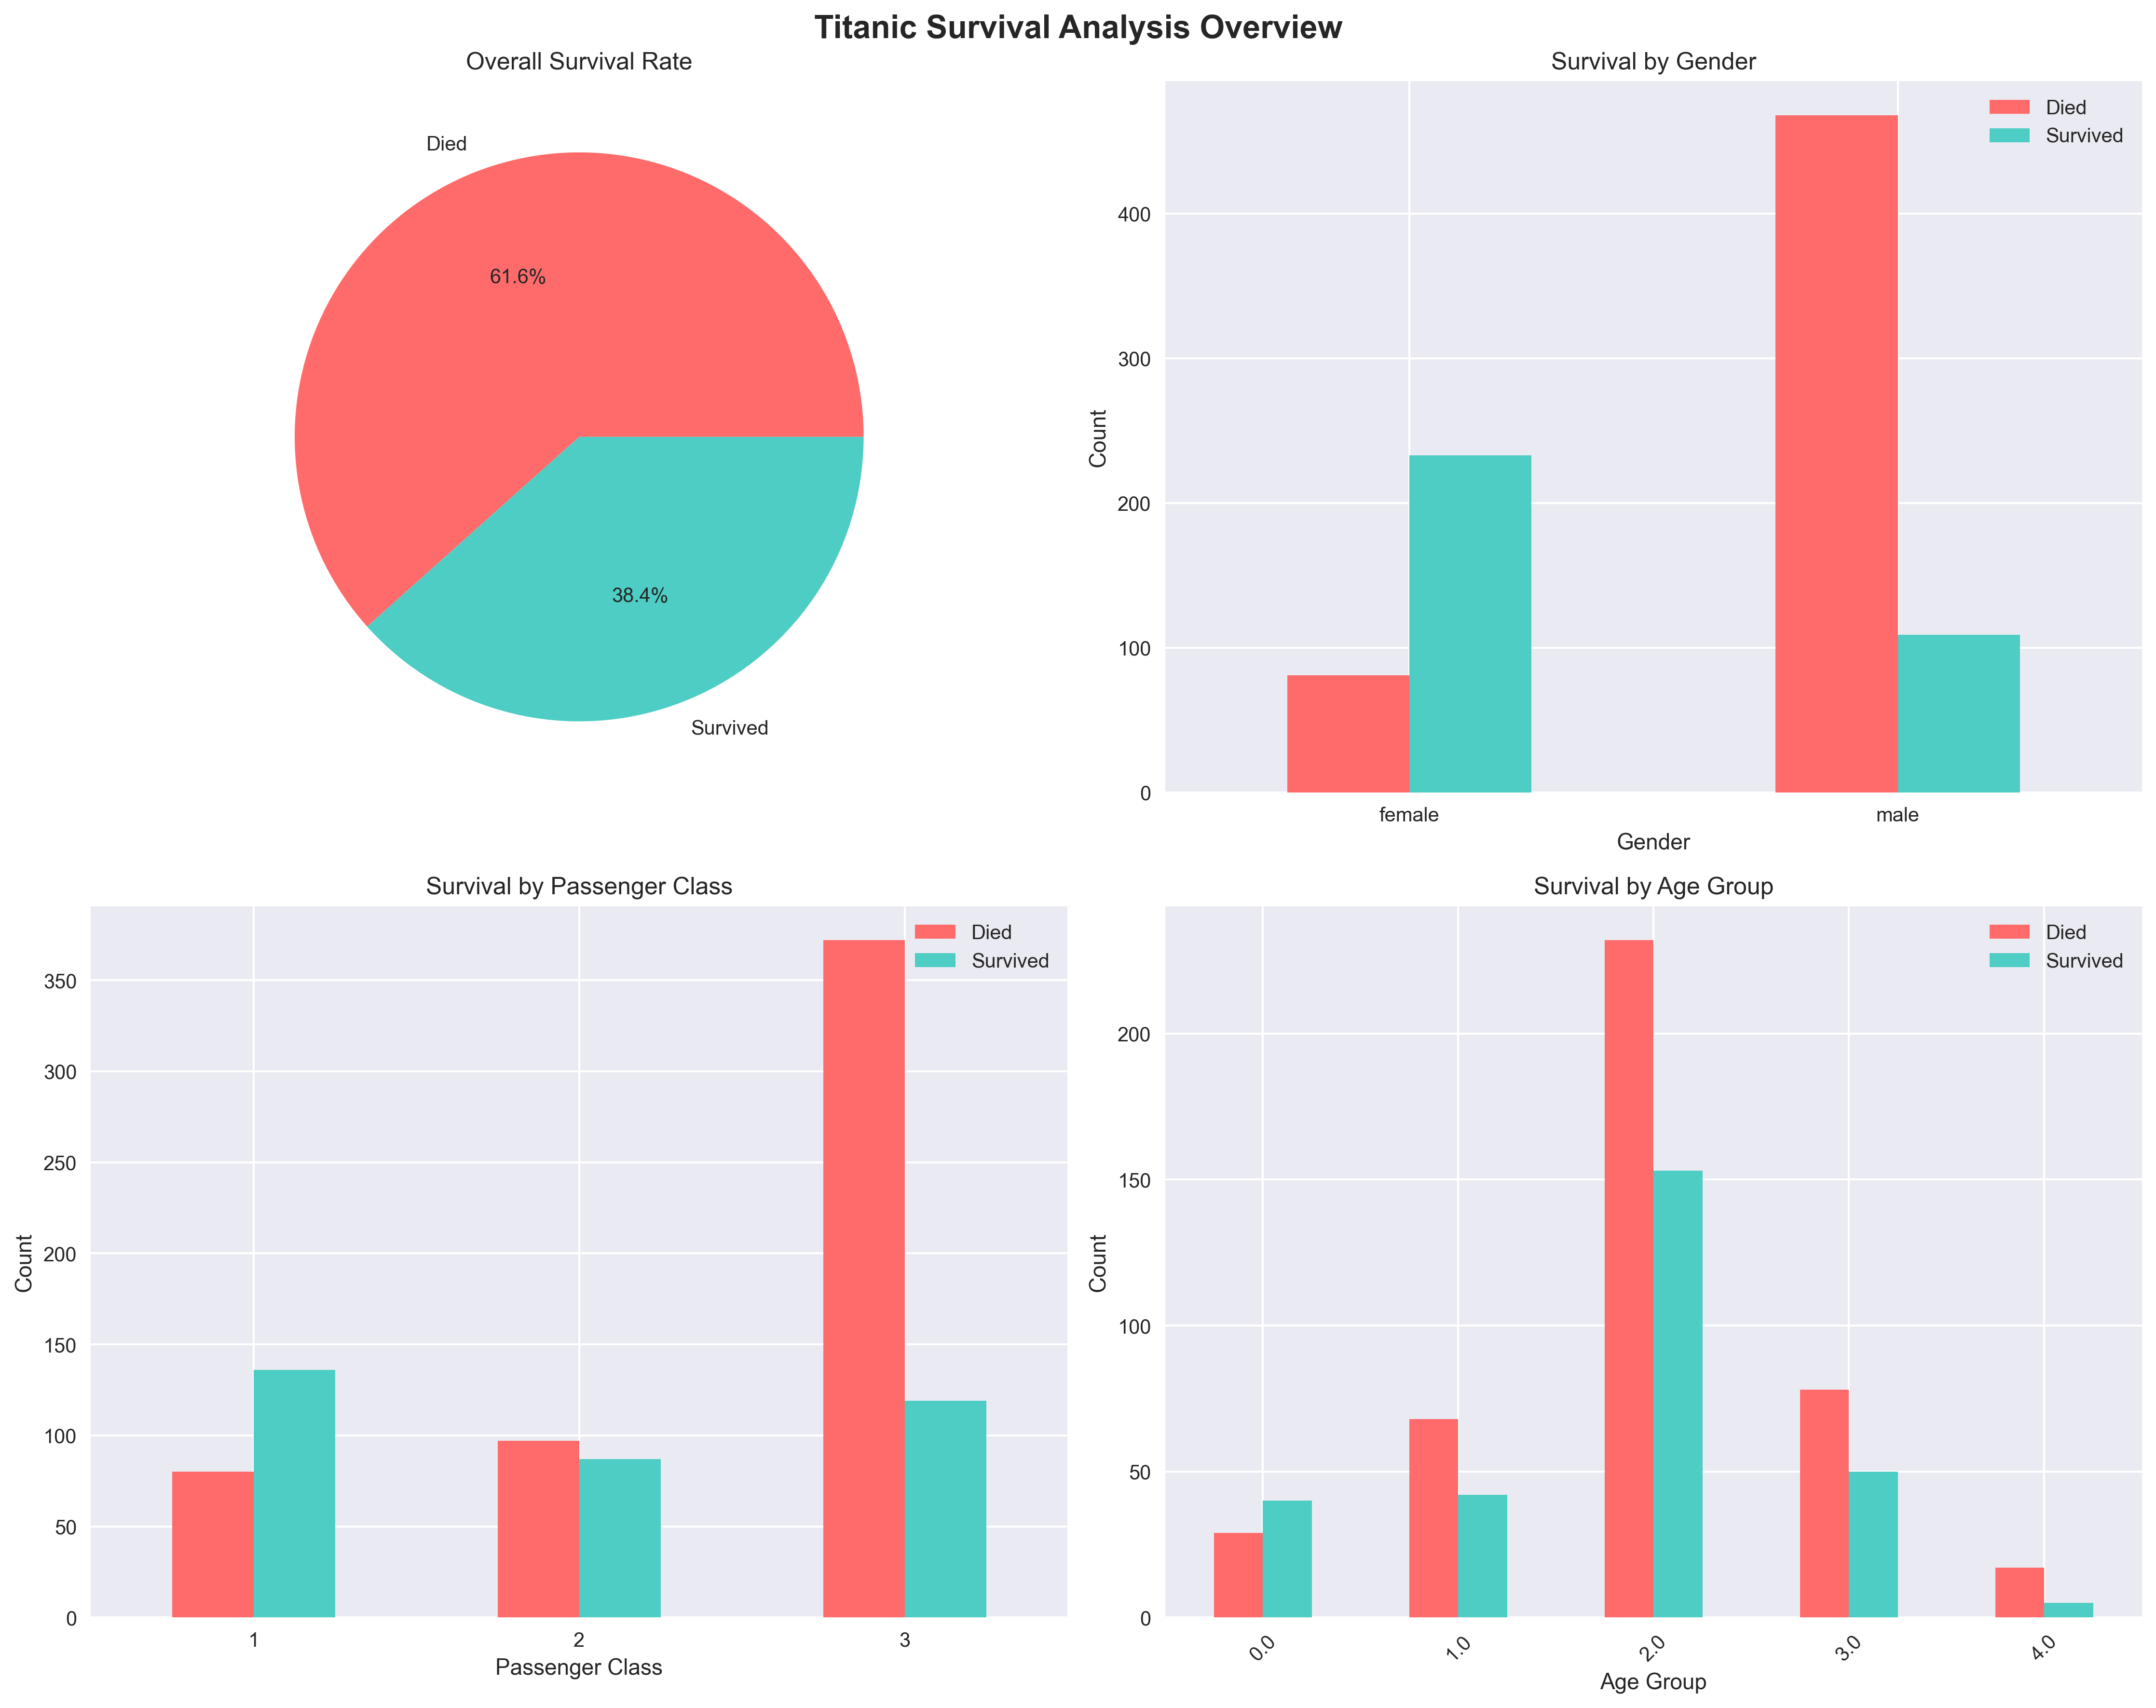 Titanic Survival Analysis Overview
Overall Survival Rate
Died
61.6%
38.4%
Survived
Survival by Gender
Died
Survived
400
300
200
100
0
Count
female male
Gender
Survival by Passenger Class
Died
Survived
350
300
250
200
150
100
50
0
Count
1 2 3
Passenger Class
Survival by Age Group
Died
Survived
200
150
100
50
0
Count
0.0 1.0 2.0 3.0 4.0
Age Group